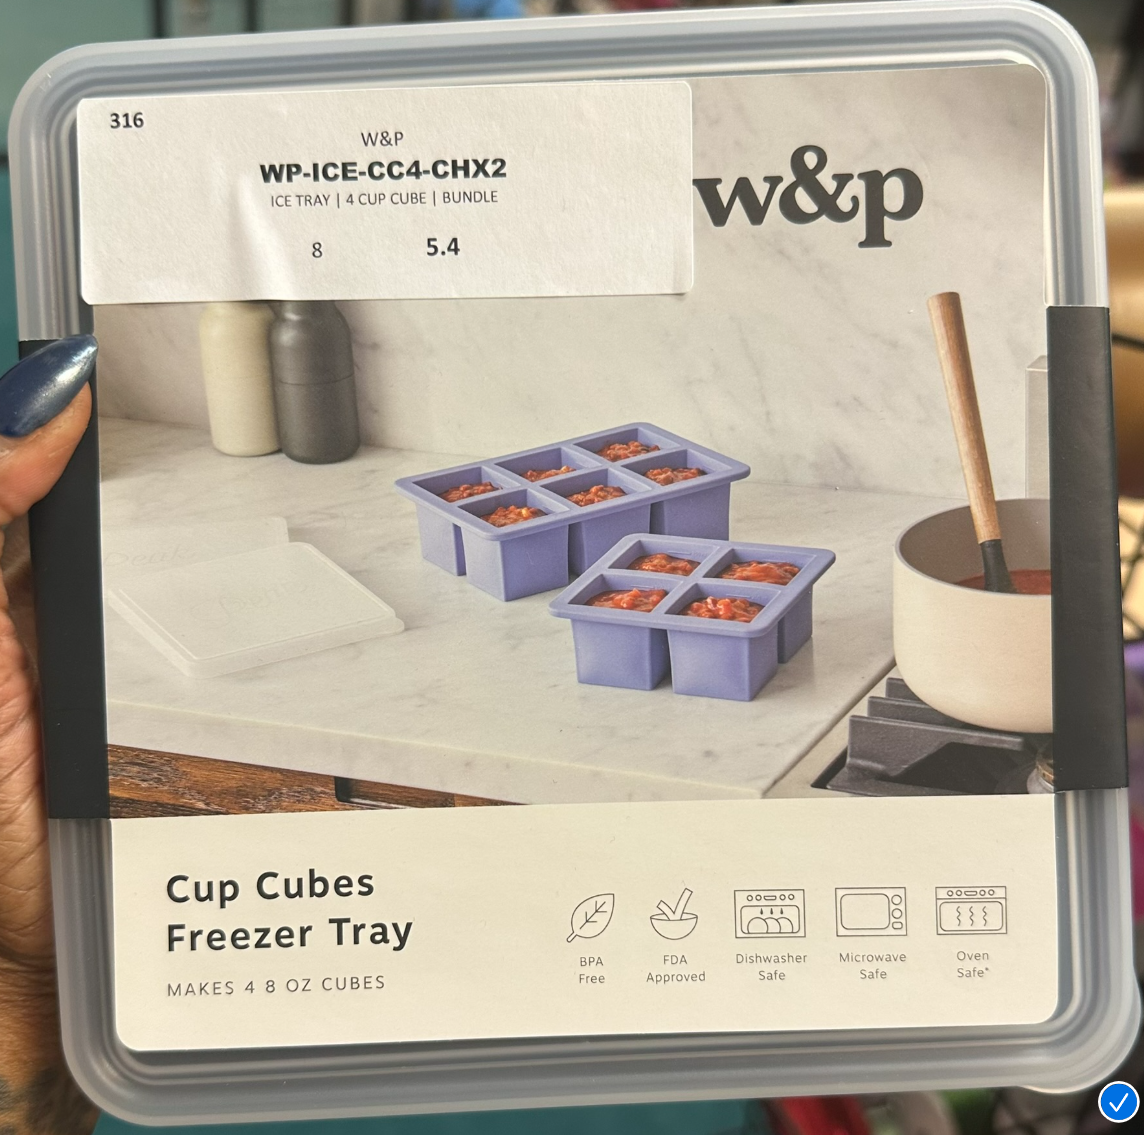 316
W&P
WP-ICE-CC4-CHX2
ICE TRAY | 4 CUP CUBE | BUNDLE
8 5.4
w&p
Cup Cubes
Freezer Tray
MAKES 4 8 OZ CUBES
BPA
Free
FDA
Approved
Dishwasher
Safe
Microwave
Safe
Oven
Safe*